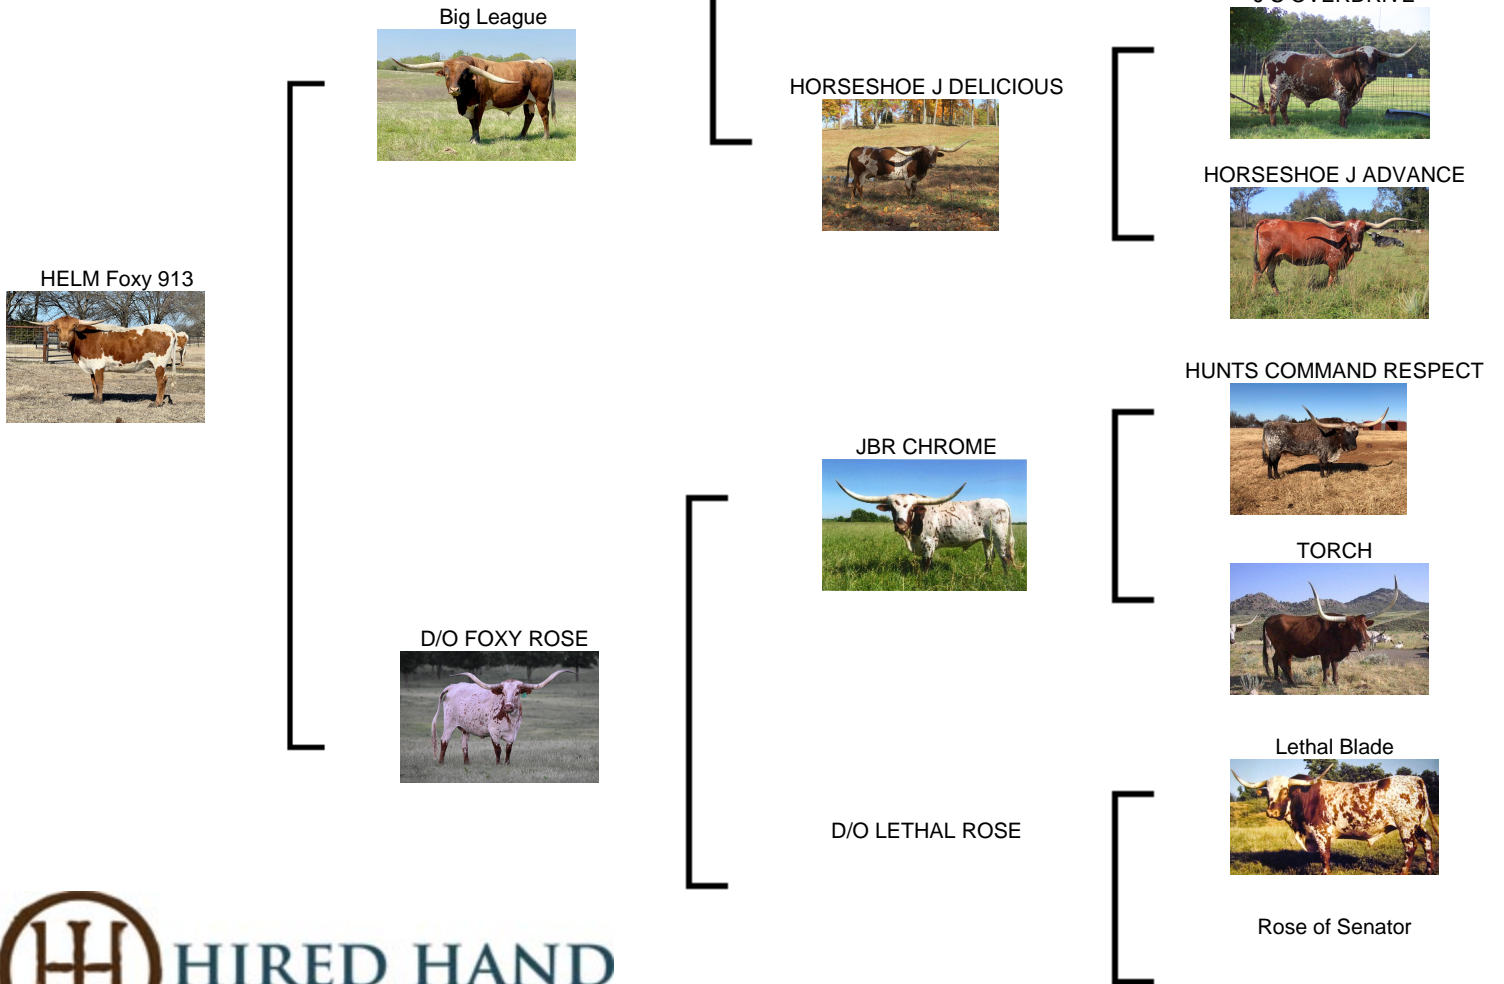 Big League
HORSESHOE J DELICIOUS
HORSESHOE J ADVANCE
HELM Foxy 913
HUNTS COMMAND RESPECT
JBR CHROME
TORCH
D/O FOXY ROSE
Lethal Blade
D/O LETHAL ROSE
Rose of Senator
HIRED HAND